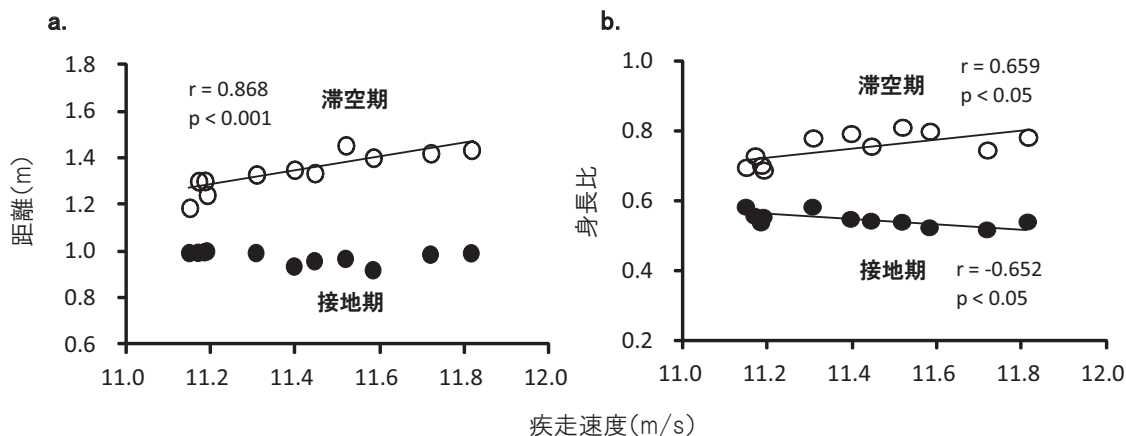 a.
1.8
1.6
1.4
1.2
1.0
0.8
0.6
距離(m)
r = 0.868
p < 0.001
滞空期
接地期
11.0 11.2 11.4 11.6 11.8 12.0
b.
1.0
0.8
0.6
0.4
0.2
身長比
滞空期
r = 0.659
p < 0.05
接地期
r = -0.652
p < 0.05
11.0 11.2 11.4 11.6 11.8 12.0
疾走速度(m/s)